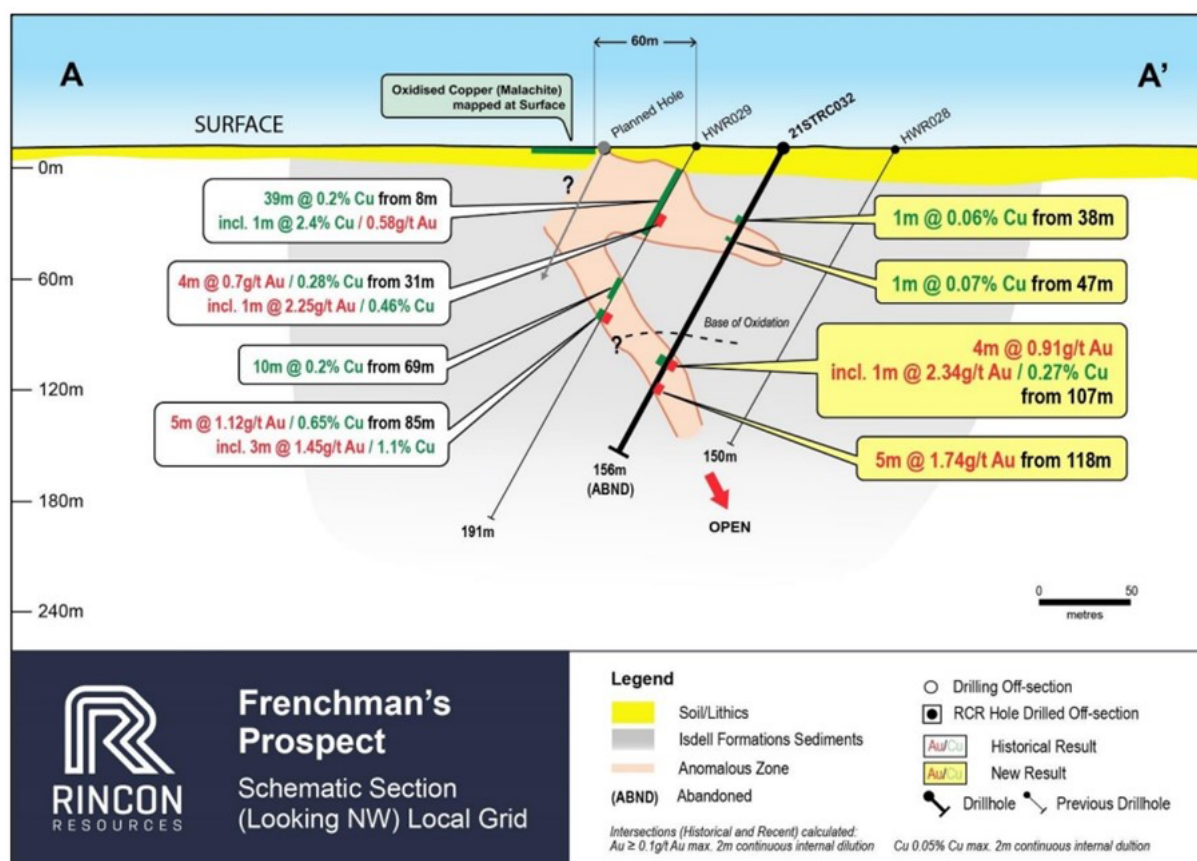 A
A'
60m
Oxidised Copper (Malachite)
mapped at Surface
SURFACE
Planned Hole
HWR029
21STRC032
HWR028
0m
60m
120m
180m
240m
?
39m @ 0.2% Cu from 8m
incl. 1m @ 2.4% Cu / 0.58g/t Au
4m @ 0.7g/t Au / 0.28% Cu from 31m
incl. 1m @ 2.25g/t Au / 0.46% Cu
10m @ 0.2% Cu from 69m
5m @ 1.12g/t Au / 0.65% Cu from 85m
incl. 3m @ 1.45g/t Au / 1.1% Cu
1m @ 0.06% Cu from 38m
1m @ 0.07% Cu from 47m
Base of Oxidation
?
4m @ 0.91g/t Au
incl. 1m @ 2.34g/t Au / 0.27% Cu
from 107m
5m @ 1.74g/t Au from 118m
156m
(ABND)
150m
191m
OPEN
0 50
metres
RINCON
RESOURCES
Frenchman's
Prospect
Schematic Section
(Looking NW) Local Grid
Legend
Soil/Lithics
Isdell Formations Sediments
Anomalous Zone
(ABND) Abandoned
Intersections (Historical and Recent) calculated:
Au ≥ 0.1g/t Au max. 2m continuous internal dilution
Drilling Off-section
RCR Hole Drilled Off-section
Au/Cu Historical Result
Au/Cu New Result
Drillhole Previous Drillhole
Cu 0.05% Cu max. 2m continuous internal dultion